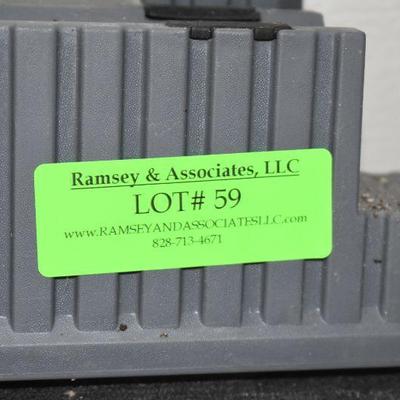 Ramsey & Associates, LLC
LOT# 59
www.RAMSEYANDASSOCIATESLLC.com
828-713-4671